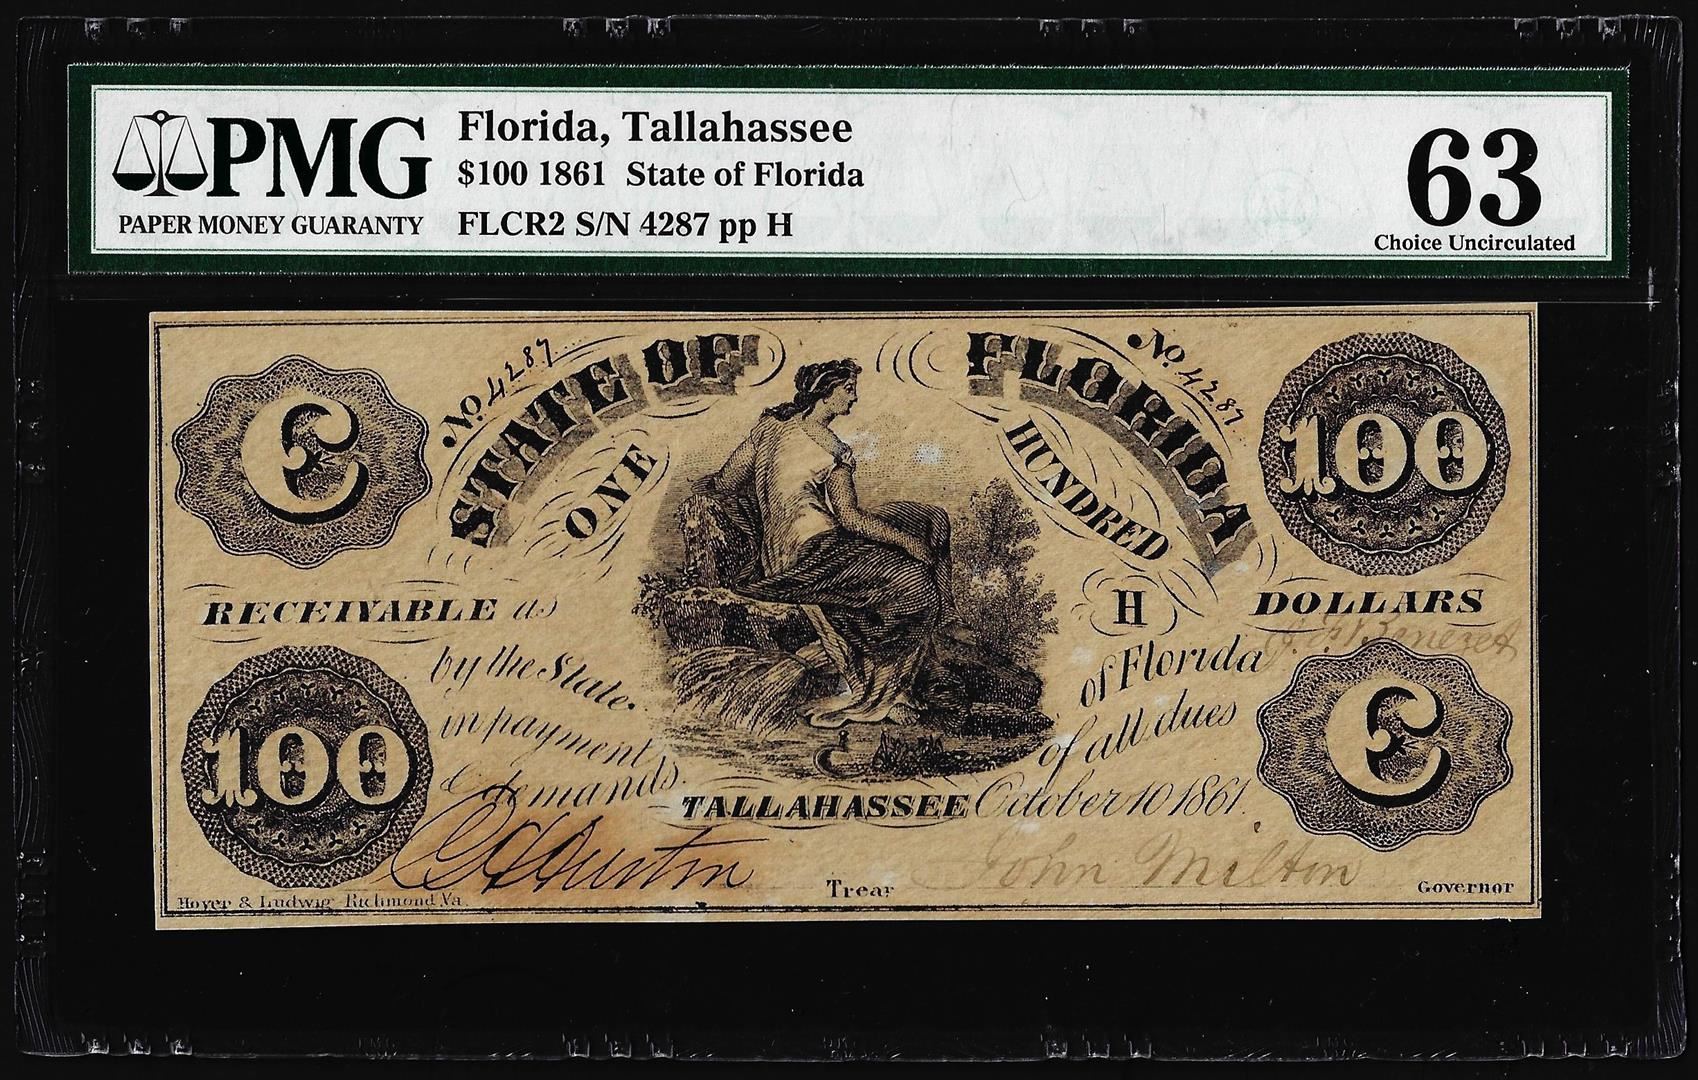 PMG
PAPER MONEY GUARANTY
Florida, Tallahassee
$100 1861 State of Florida
FLCR2 S/N 4287 pp H
63
Choice Uncirculated
No. 4287
STATE OF FLORIDA
No. 4287
C
100
ONE HUNDRED
RECEIVABLE as
H
DOLLARS
by the State of Florida
in payment of all dues
& demands.
100
C
TALLAHASSEE October 10 1861.
John Milton
Trear
Governor
Hoyer & Ludwig Richmond Va.